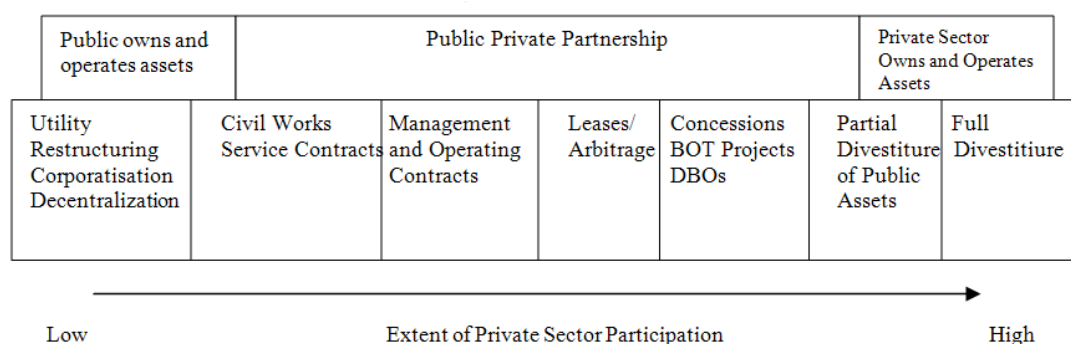 Public owns and
operates assets
Public Private Partnership
Private Sector
Owns and Operates
Assets
Utility
Restructuring
Corporatisation
Decentralization
Civil Works
Service Contracts
Management
and Operating
Contracts
Leases/
Arbitrage
Concessions
BOT Projects
DBOs
Partial
Divestiture
of Public
Assets
Full
Divestitiure
Low
Extent of Private Sector Participation
High